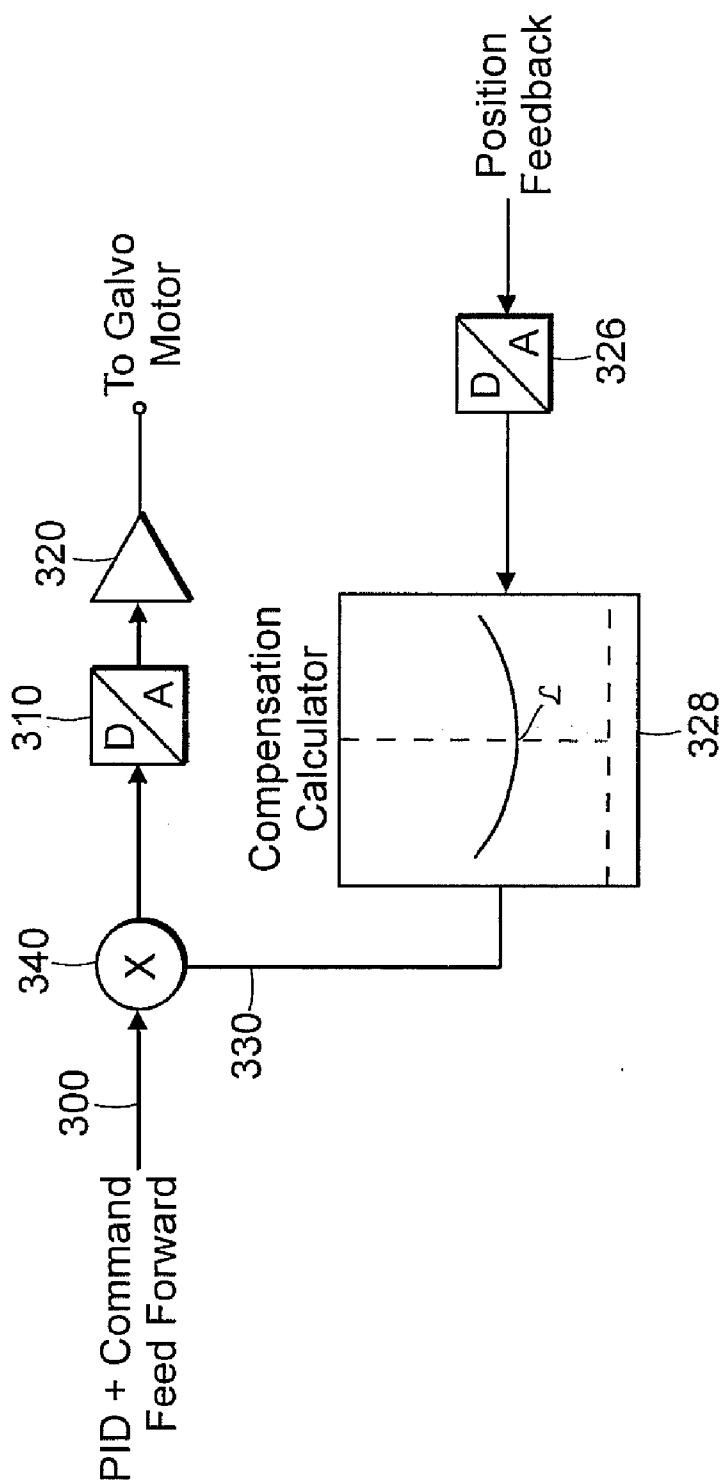 PID + Command
Feed Forward
300
340
X
310
D
A
320
To Galvo
Motor
330
Compensation
Calculator
ℒ
328
D
A
326
Position
Feedback